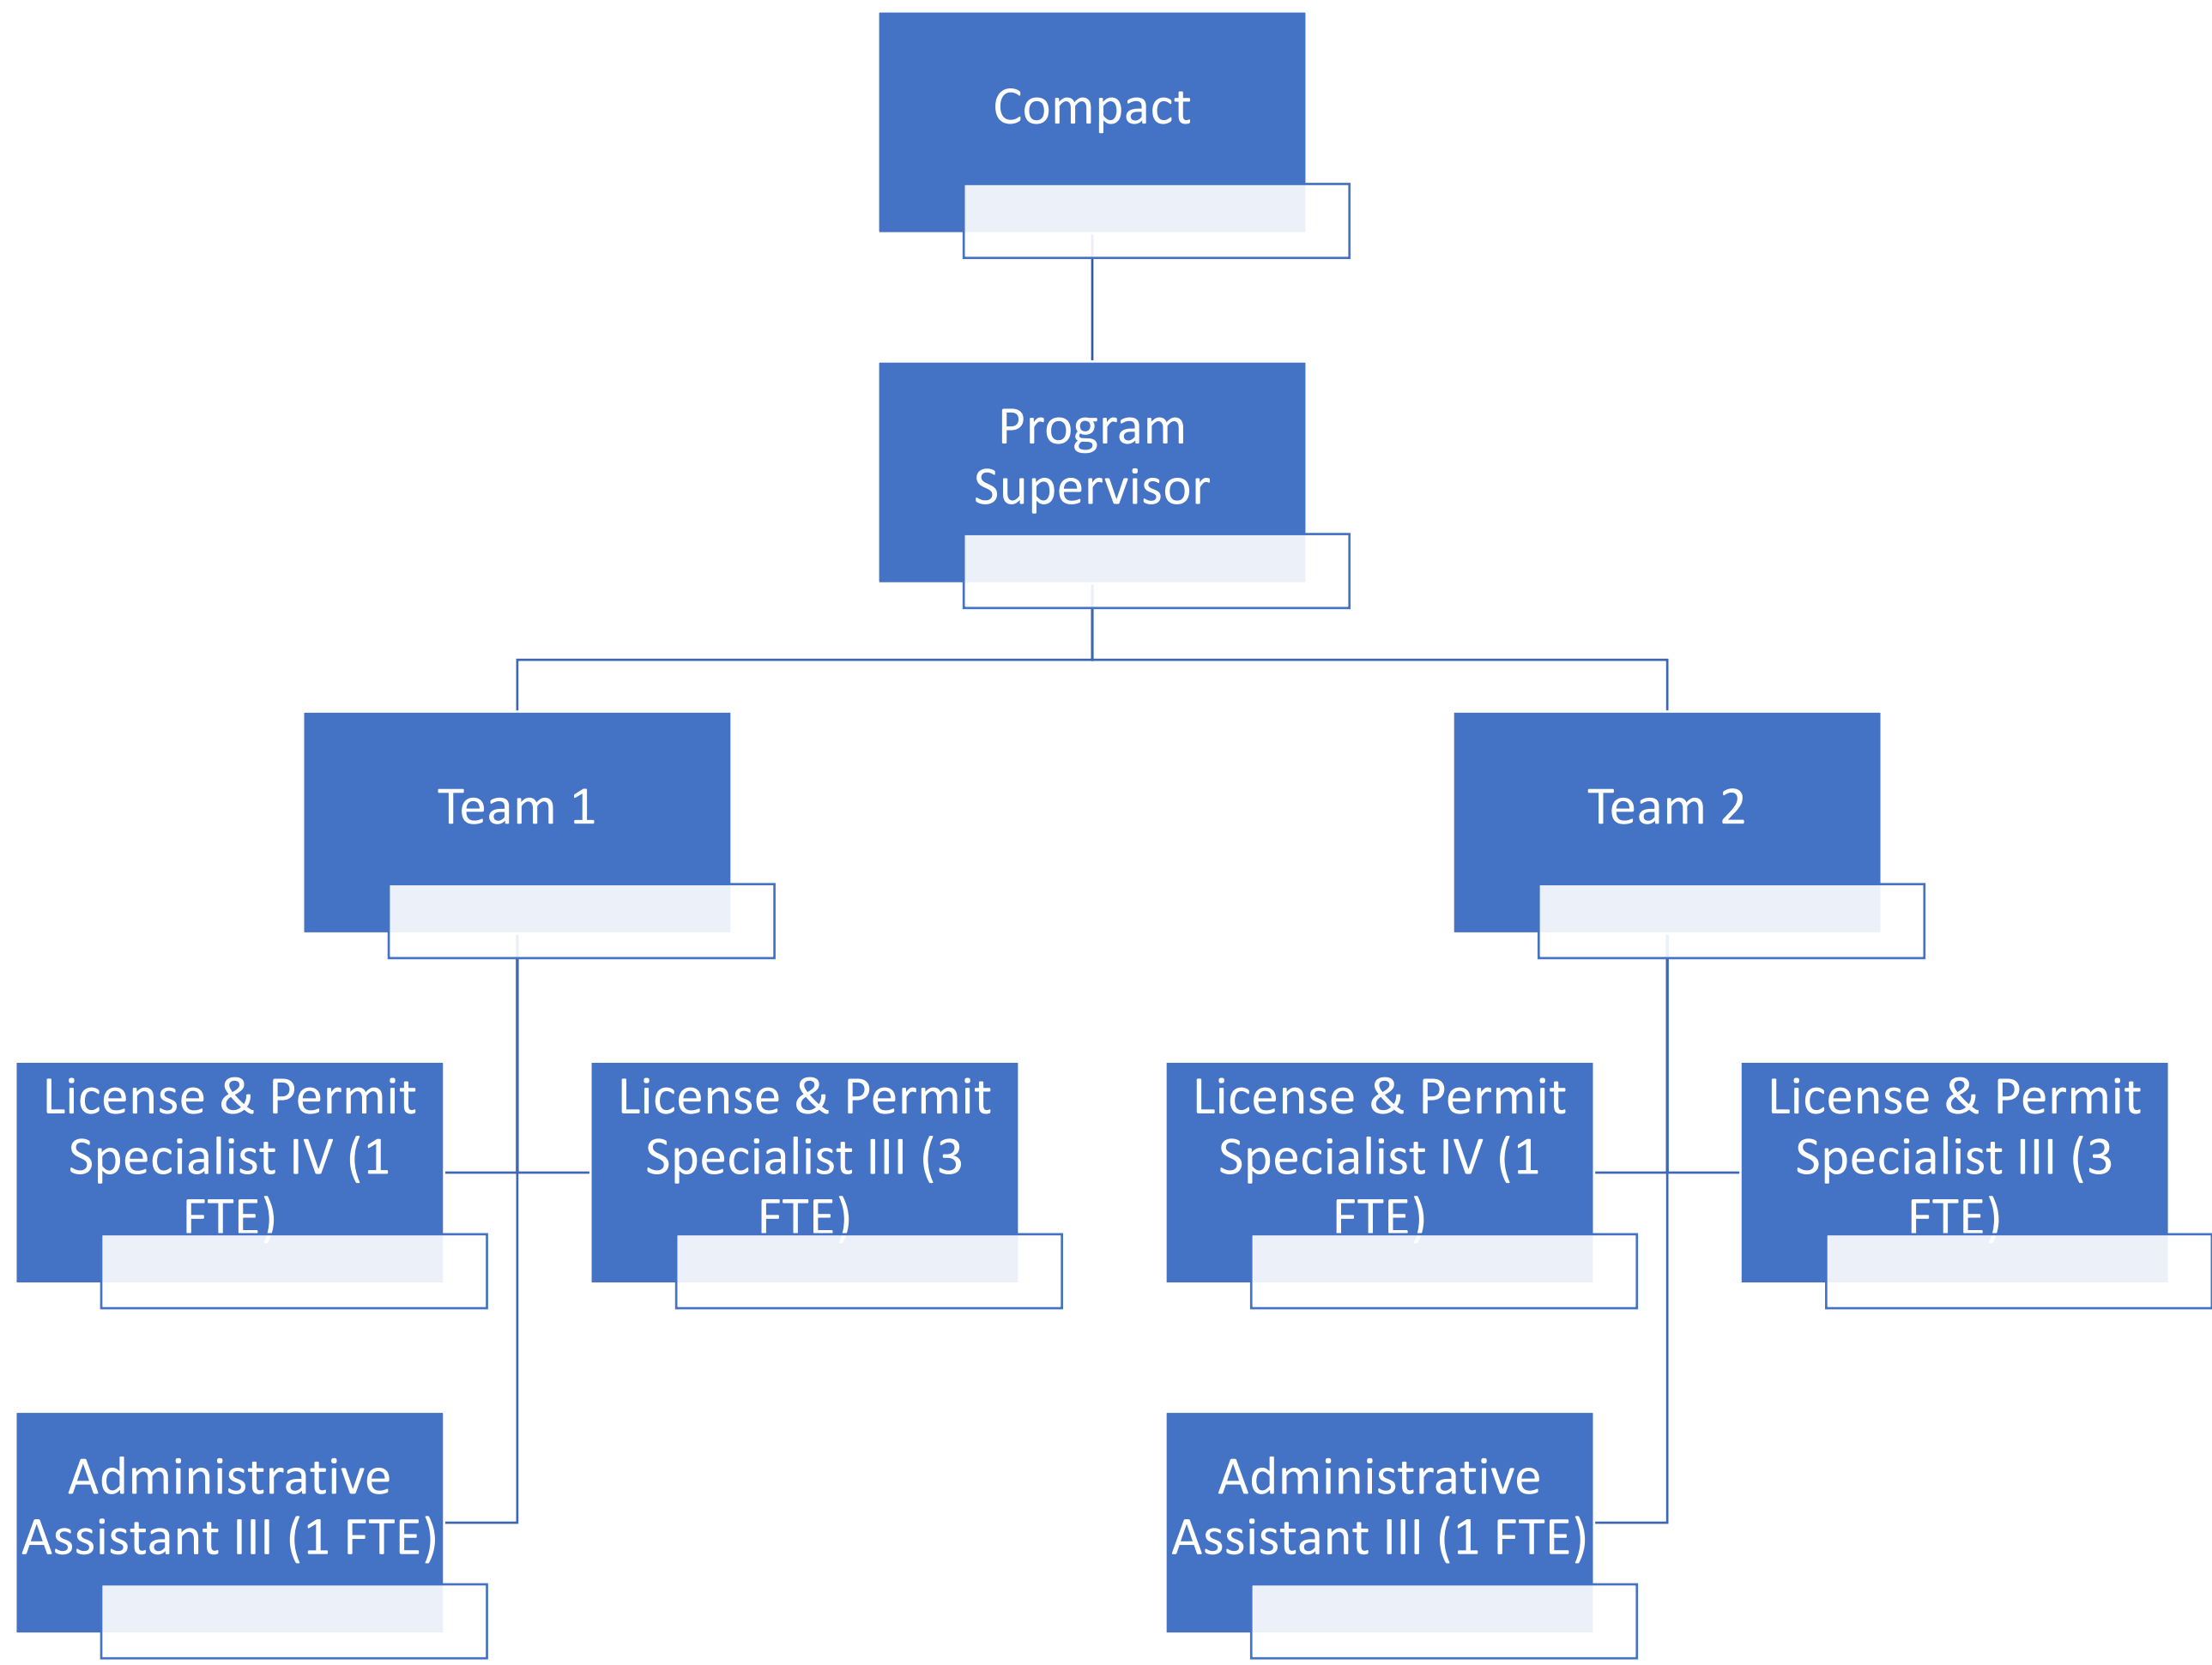 Compact
Program
Supervisor
Team 1
Team 2
License& Permit
Specialist IV (1
FTE)
License & Permit
Specialist III (3
FTE)
License & Permit
Specialist IV (1
FTE)
License & Permit
Specialist III (3
FTE)
Administrative
Assistant III (1 FTE)
Administrative
Assistant III (1 FTE)